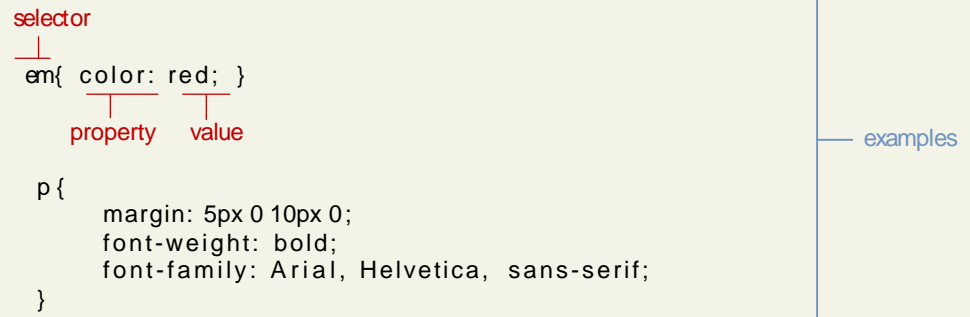 selector
em{ color: red; }
property value
examples
p {
margin: 5px 0 10px 0;
font-weight: bold;
font-family: Arial, Helvetica, sans-serif;
}